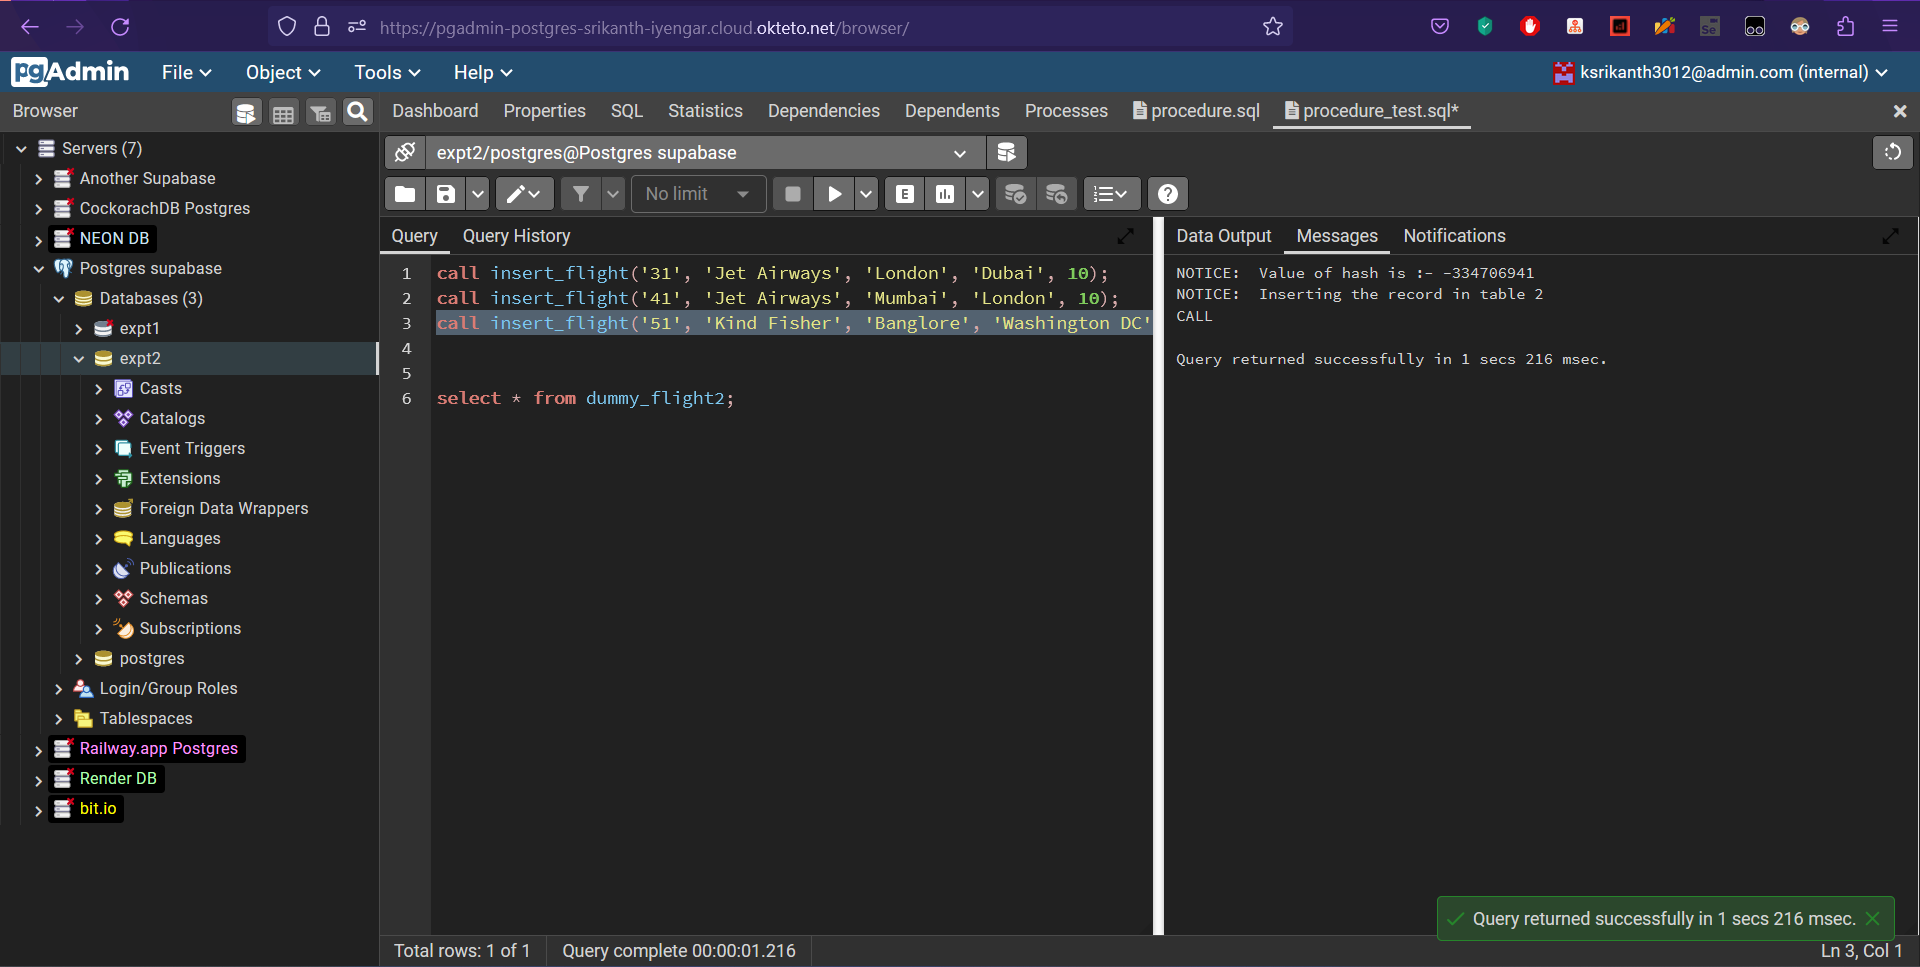 https://pgadmin-postgres-srikanth-iyengar.cloud.okteto.net/browser/
pgAdmin File Object Tools Help ksrikanth3012@admin.com (internal)
Browser
Dashboard Properties SQL Statistics Dependencies Dependents Processes procedure.sql procedure_test.sql*
Servers (7)
Another Supabase
CockorachDB Postgres
NEON DB
Postgres supabase
Databases (3)
expt1
expt2
Casts
Catalogs
Event Triggers
Extensions
Foreign Data Wrappers
Languages
Publications
Schemas
Subscriptions
postgres
Login/Group Roles
Tablespaces
Railway.app Postgres
Render DB
bit.io
expt2/postgres@Postgres supabase
No limit E
Query Query History
1 call insert_flight('31', 'Jet Airways', 'London', 'Dubai', 10);
2 call insert_flight('41', 'Jet Airways', 'Mumbai', 'London', 10);
3 call insert_flight('51', 'Kind Fisher', 'Banglore', 'Washington DC'
4
5
6 select * from dummy_flight2;
Data Output Messages Notifications
NOTICE: Value of hash is :- -334706941
NOTICE: Inserting the record in table 2
CALL
Query returned successfully in 1 secs 216 msec.
Query returned successfully in 1 secs 216 msec.
Total rows: 1 of 1 Query complete 00:00:01.216 Ln 3, Col 1